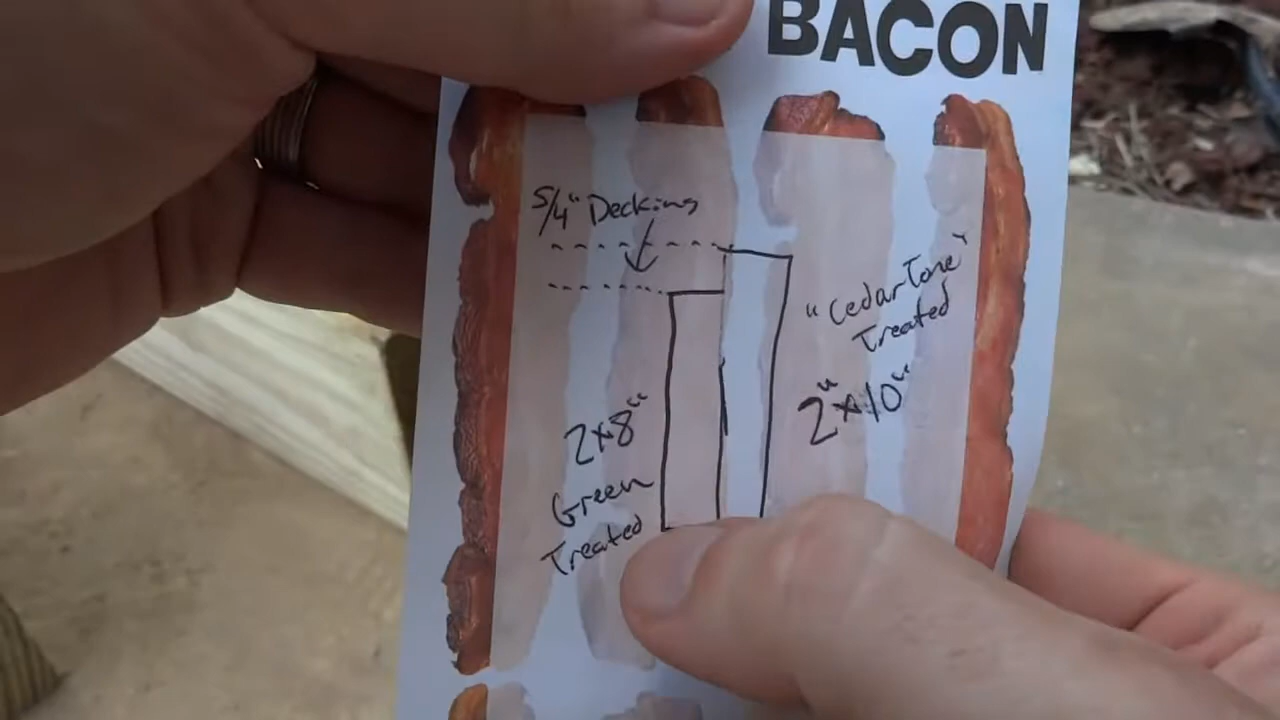 BACON
5/4" Decking
"CedarTone"
Treated
2"x10"
2x8"
Green
Treated